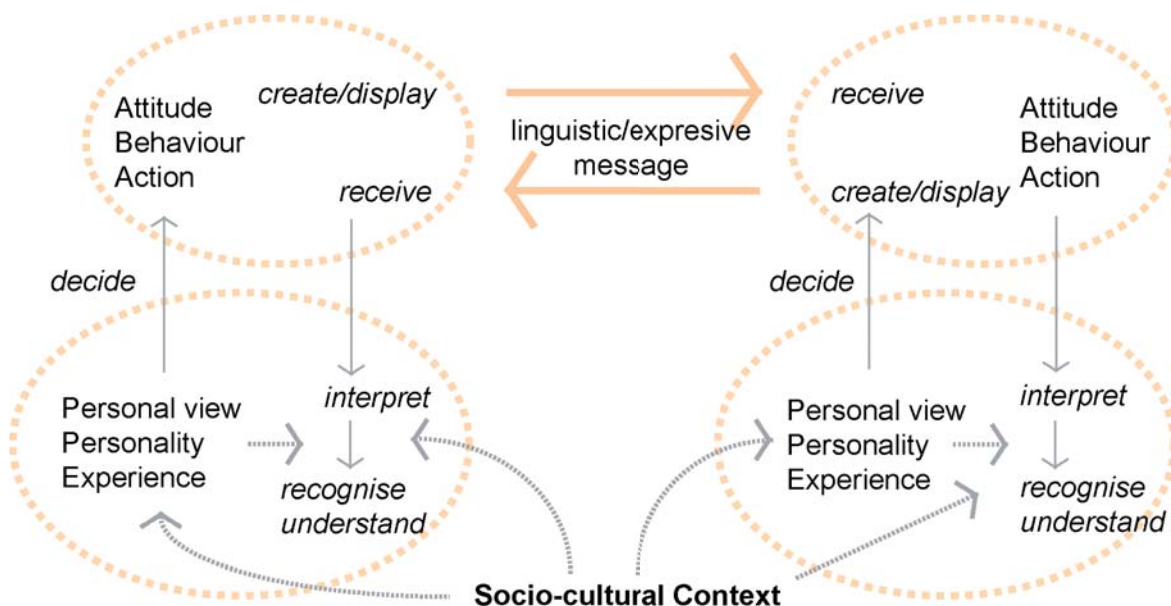 create/display
Attitude
Behaviour
Action
receive
linguistic/expresive
message
receive
create/display
Attitude
Behaviour
Action
decide
Personal view
Personality
Experience
interpret
recognise
understand
decide
Personal view
Personality
Experience
interpret
recognise
understand
Socio-cultural Context